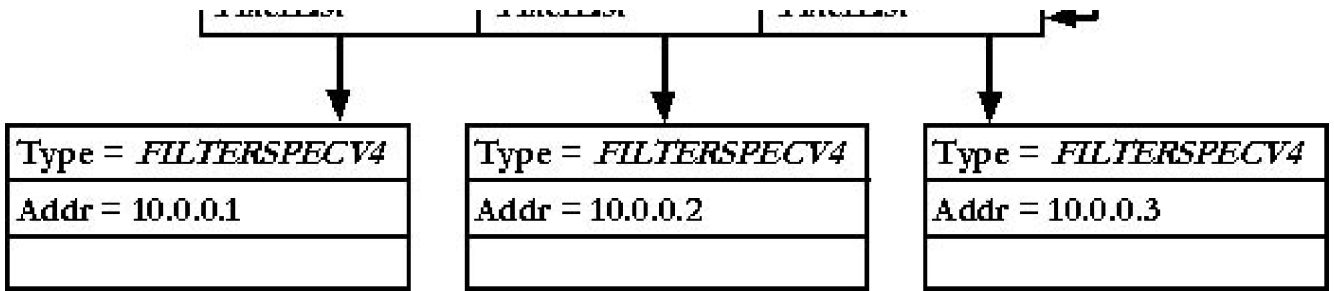 Type = FILTERSPECV4
Addr = 10.0.0.1
Type = FILTERSPECV4
Addr = 10.0.0.2
Type = FILTERSPECV4
Addr = 10.0.0.3